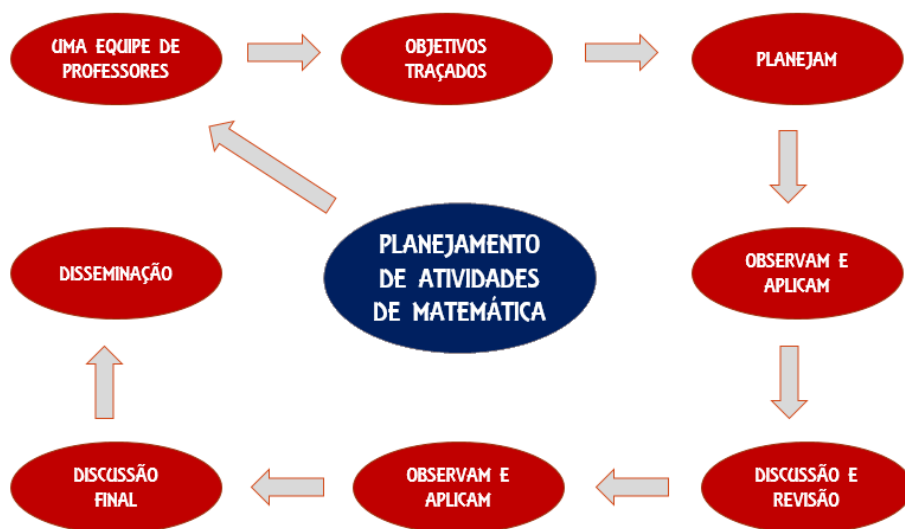 UMA EQUIPE DE
PROFESSORES
OBJETIVOS
TRAÇADOS
PLANEJAM
PLANEJAMENTO
DE ATIVIDADES
DE MATEMÁTICA
OBSERVAM E
APLICAM
DISCUSSÃO E
REVISÃO
OBSERVAM E
APLICAM
DISCUSSÃO
FINAL
DISSEMINAÇÃO